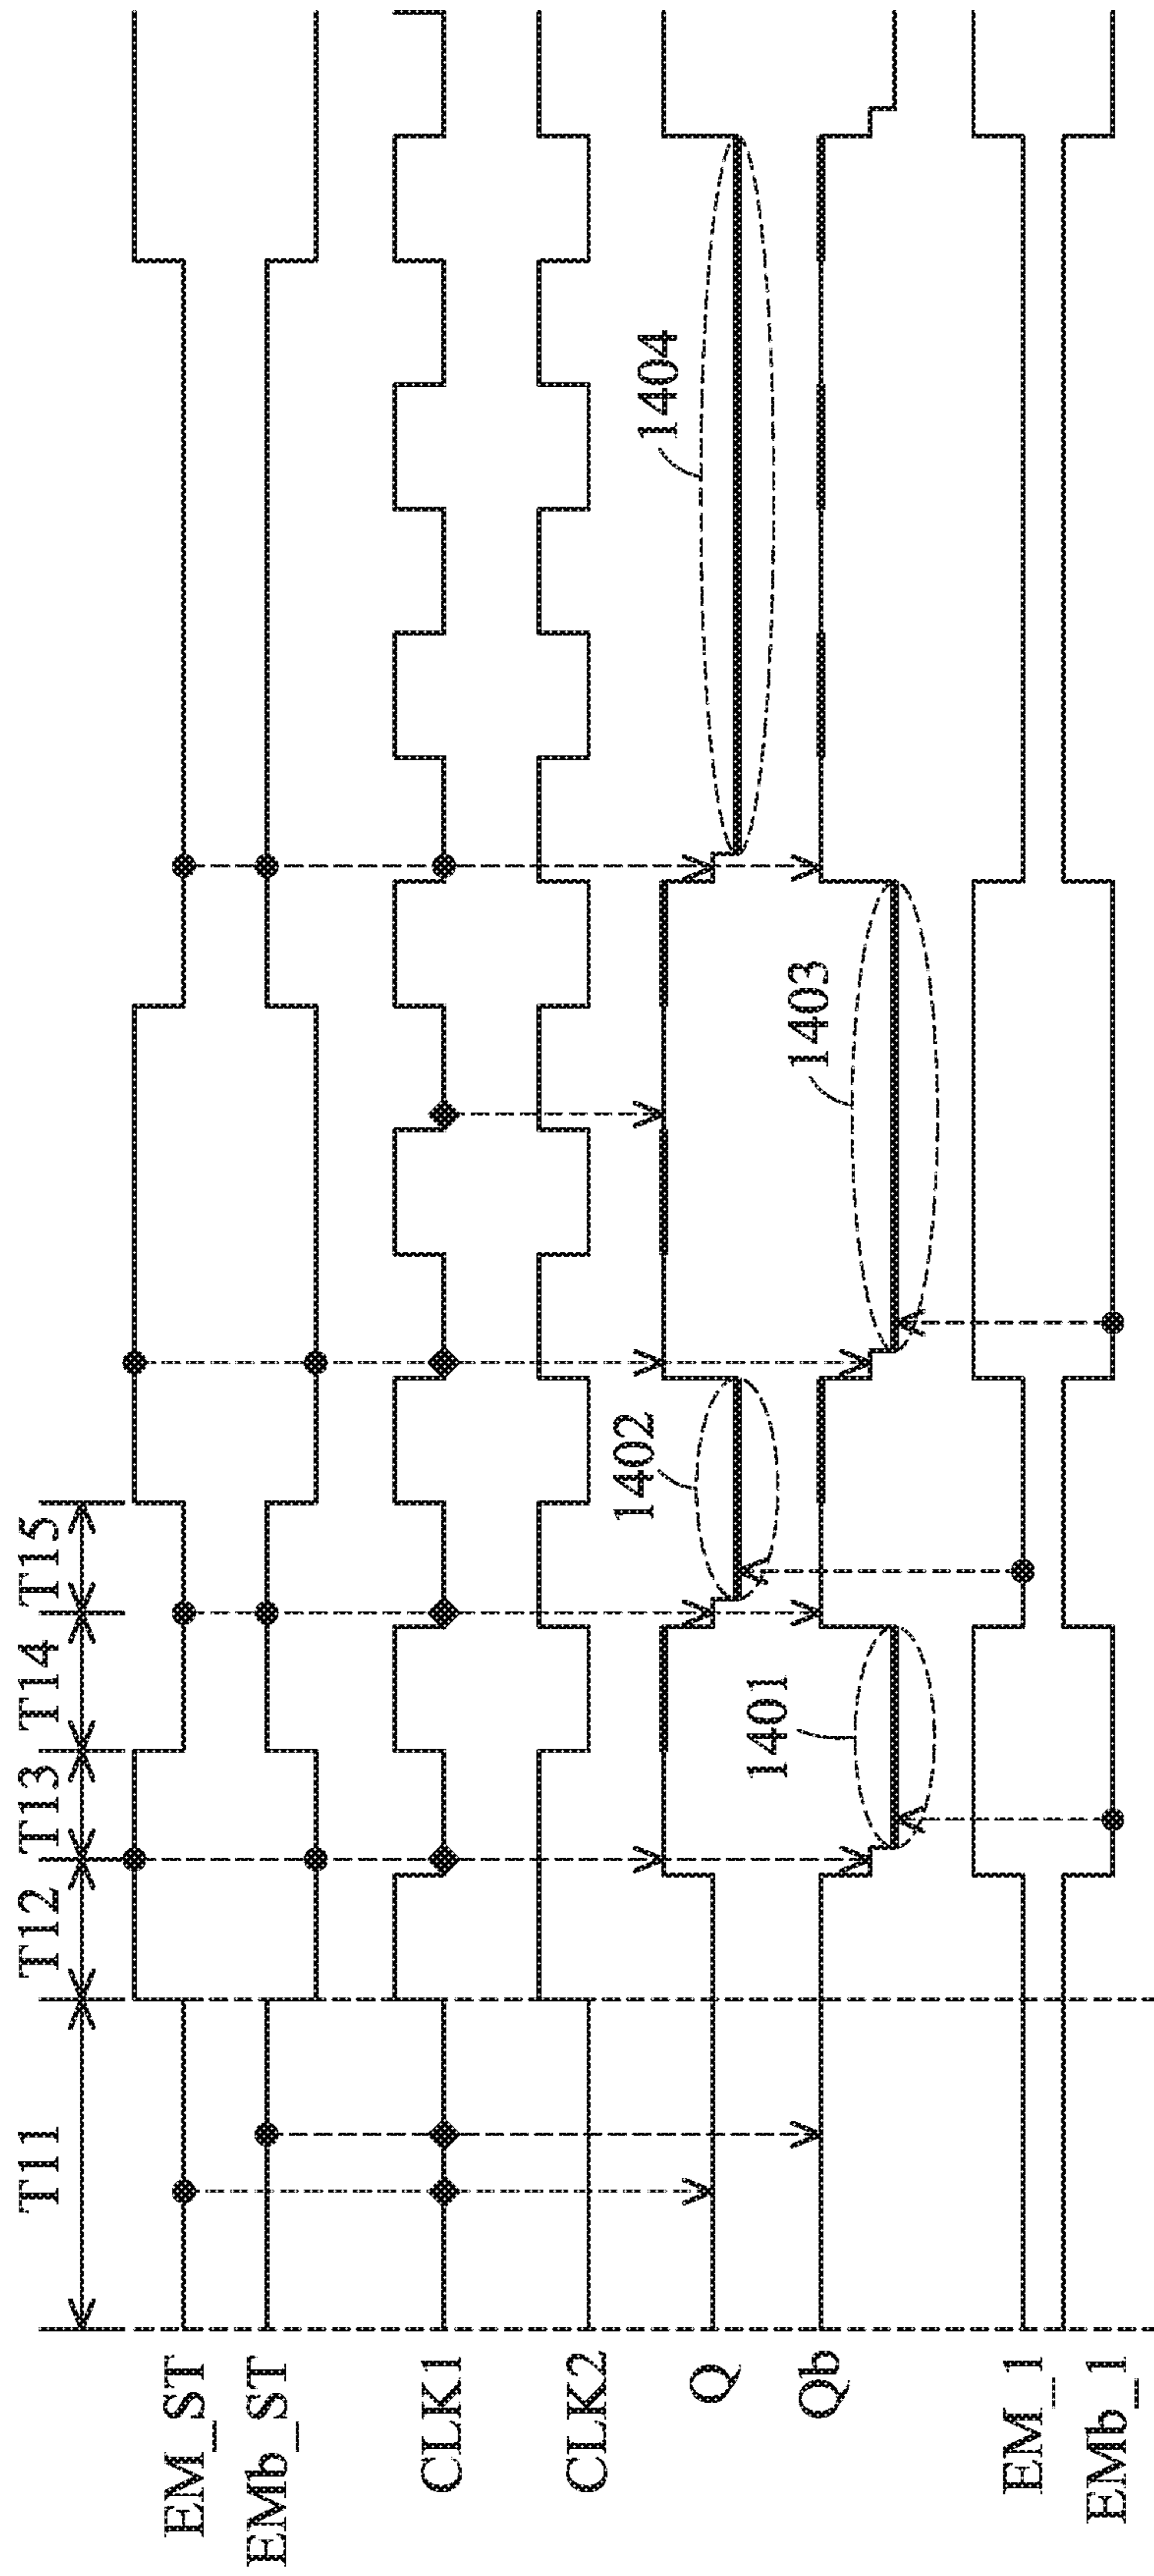 T11
T12
T13
T14
T15
EM_ST
EMb_ST
CLK1
CLK2
Q
Qb
EM_1
EMb_1
1401
1402
1403
1404